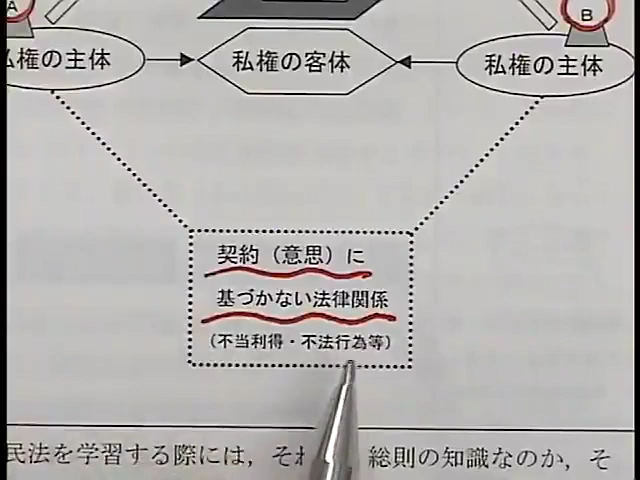 A
B
私権の主体
私権の客体
私権の主体
契約（意思）に
基づかない法律関係
（不当利得・不法行為等）
民法を学習する際には，それ
総則の知識なのか，そ